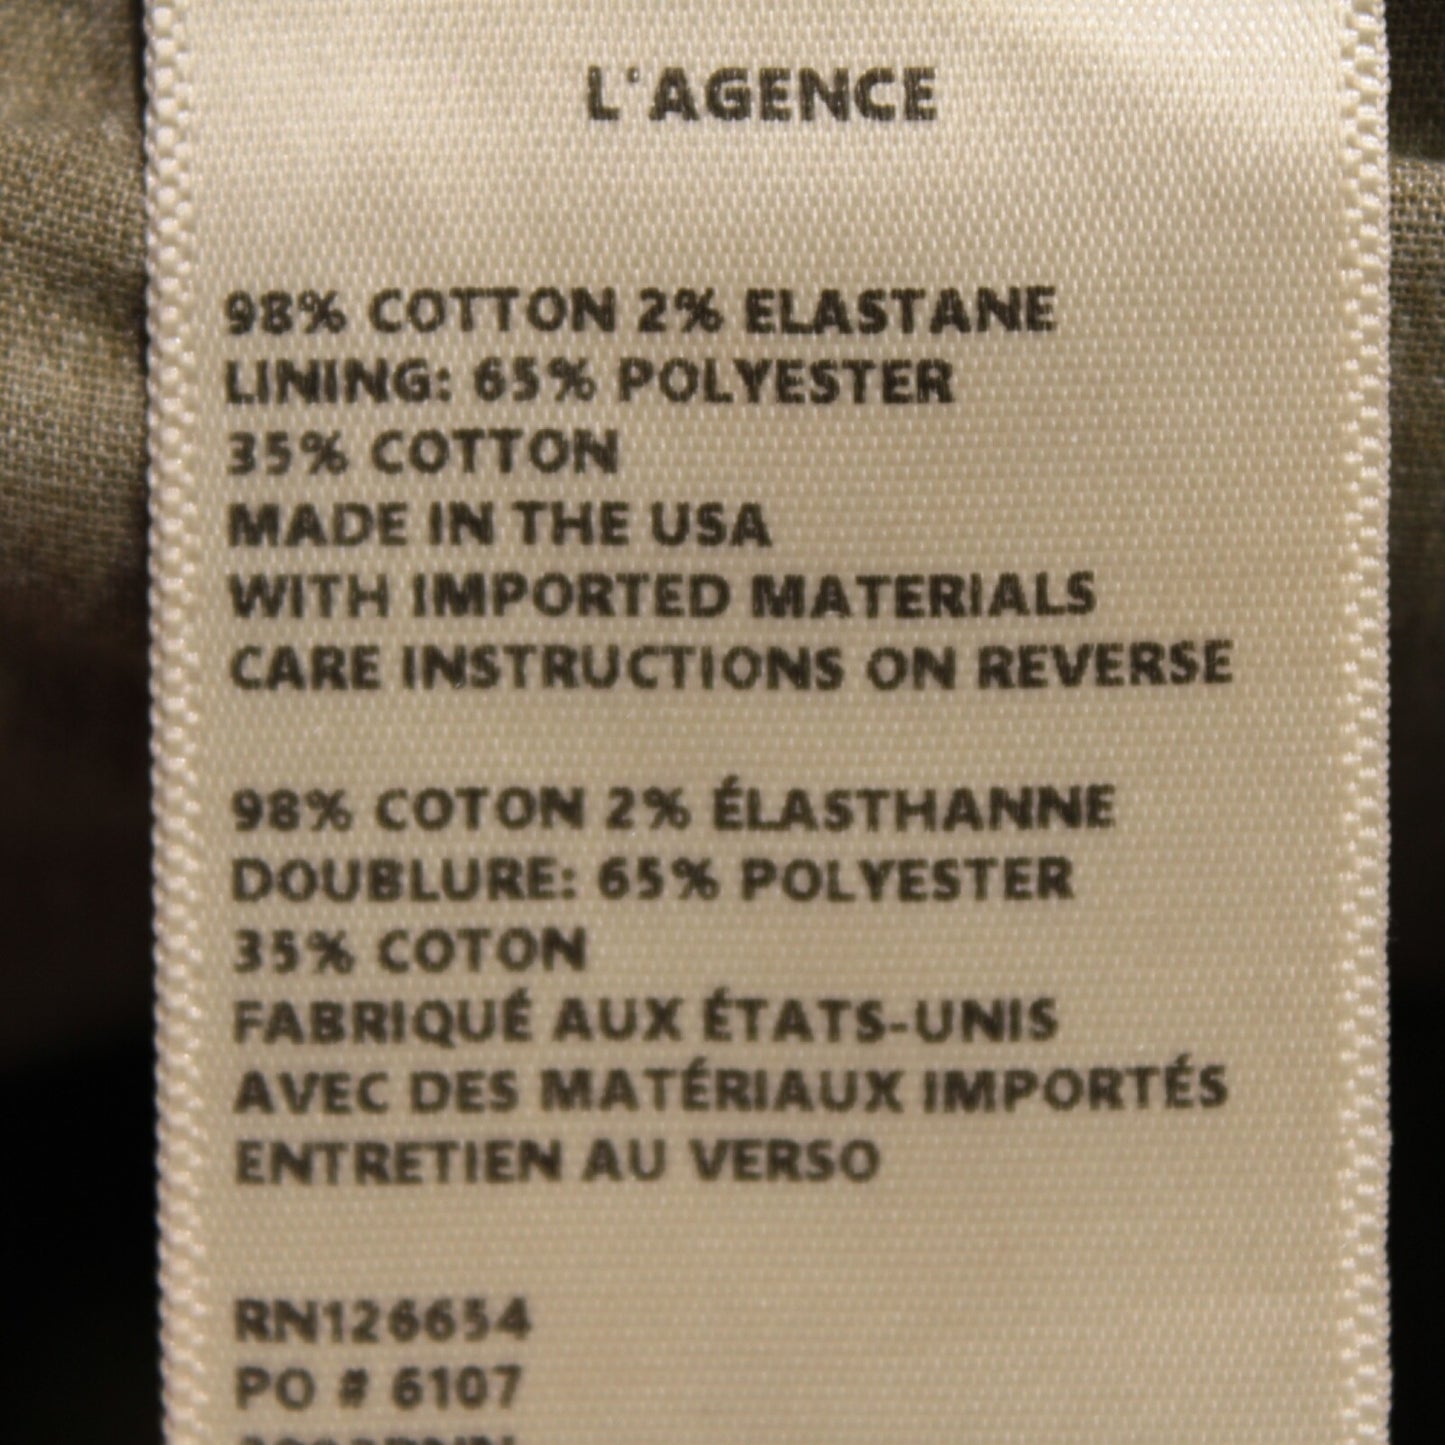 L'AGENCE
98% COTTON 2% ELASTANE
LINING: 65% POLYESTER
35% COTTON
MADE IN THE USA
WITH IMPORTED MATERIALS
CARE INSTRUCTIONS ON REVERSE
98% COTON 2% ÉLASTHANNE
DOUBLURE: 65% POLYESTER
35% COTON
FABRIQUÉ AUX ÉTATS-UNIS
AVEC DES MATÉRIAUX IMPORTÉS
ENTRETIEN AU VERSO
RN126654
PO # 6107